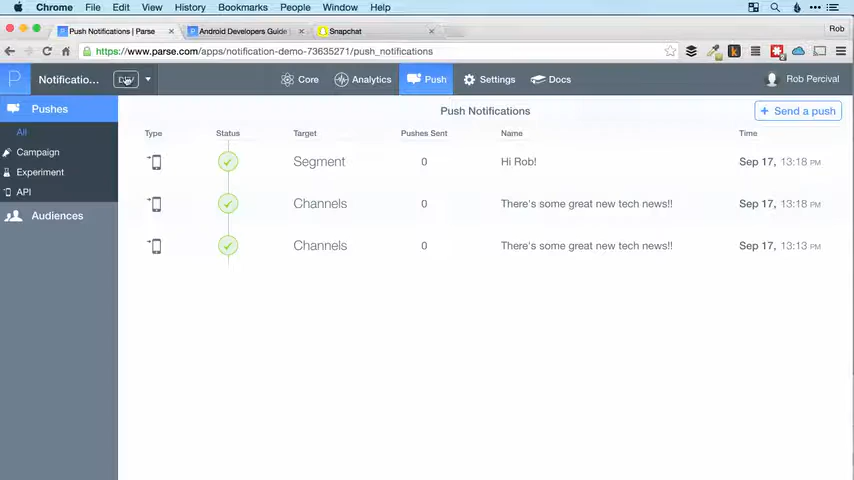 Chrome File Edit View History Bookmarks People Window Help
Push Notifications | Parse Android Developers Guide | Snapchat Rob
https://www.parse.com/apps/notification-demo-73635271/push_notifications
Notificatio... DEV Core Analytics Push Settings Docs Rob Percival
Pushes Push Notifications + Send a push
All Type Status Target Pushes Sent Name Time
Campaign
Segment 0 Hi Rob! Sep 17, 13:18 PM
Experiment
API
Channels 0 There's some great new tech news!! Sep 17, 13:18 PM
Audiences
Channels 0 There's some great new tech news!! Sep 17, 13:13 PM